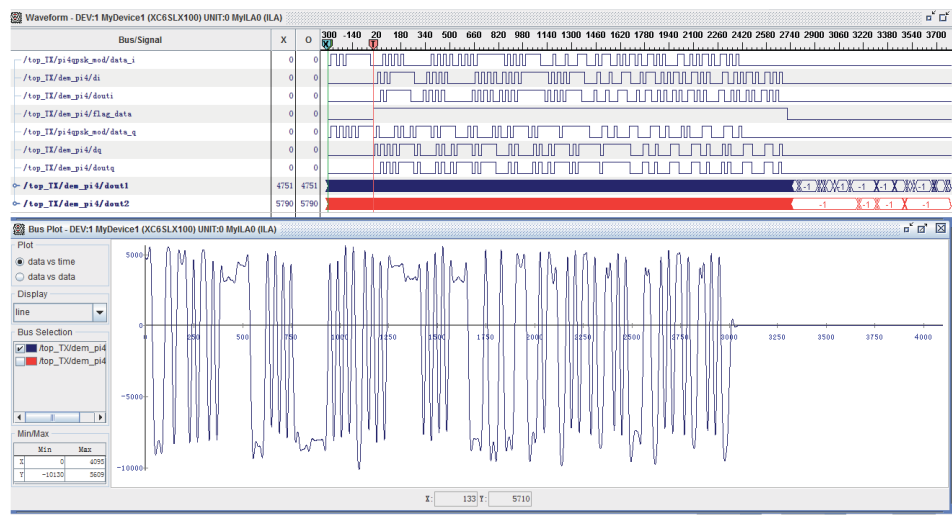 Waveform - DEV:1 MyDevice1 (XC6SLX100) UNIT:0 MyILA0 (ILA)
Bus/Signal X O 300 -140 20 180 340 500 660 820 980 1140 1300 1460 1620 1780 1940 2100 2260 2420 2580 2740 2900 3060 3220 3380 3540 3700
X T
/top_TX/pi4qpsk_mod/data_i 0 0
/top_TX/dem_pi4/di 0 0
/top_TX/dem_pi4/douti 0 0
/top_TX/dem_pi4/flag_data 0 0
/top_TX/pi4qpsk_mod/data_q 0 0
/top_TX/dem_pi4/dq 0 0
/top_TX/dem_pi4/doutq 0 0
/top_TX/dem_pi4/dout1 4751 4751 -1 -1 -1 -1 -1
/top_TX/dem_pi4/dout2 5790 5790 -1 -1 -1 -1
Bus Plot - DEV:1 MyDevice1 (XC6SLX100) UNIT:0 MyILA0 (ILA)
Plot
data vs time
data vs data
Display
line
Bus Selection
/top_TX/dem_pi4
/top_TX/dem_pi4
Min/Max
Min Max
X 0 4095
Y -10130 5609
5000
0
-5000
-10000
0 250 500 750 1000 1250 1500 1750 2000 2250 2500 2750 3000 3250 3500 3750 4000
X: 133 Y: 5710